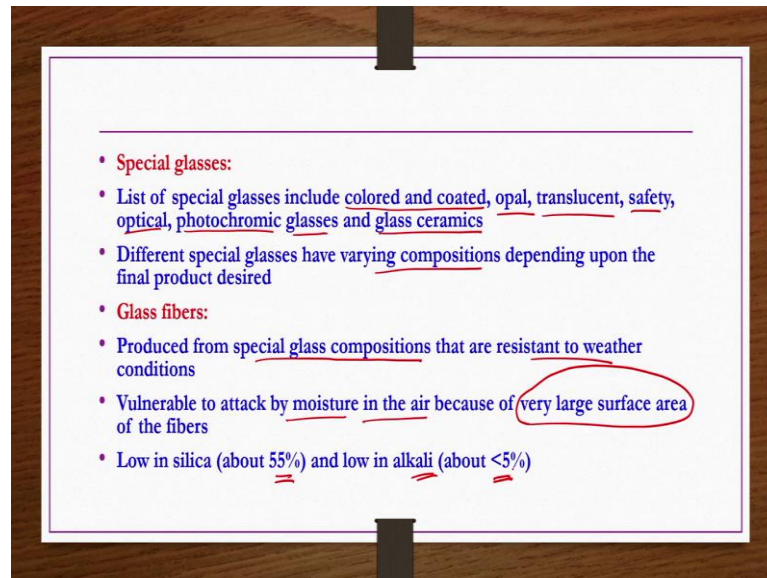 • Special glasses:
• List of special glasses include colored and coated, opal, translucent, safety,
optical, photochromic glasses and glass ceramics
• Different special glasses have varying compositions depending upon the
final product desired
• Glass fibers:
• Produced from special glass compositions that are resistant to weather
conditions
• Vulnerable to attack by moisture in the air because of very large surface area
of the fibers
• Low in silica (about 55%) and low in alkali (about <5%)